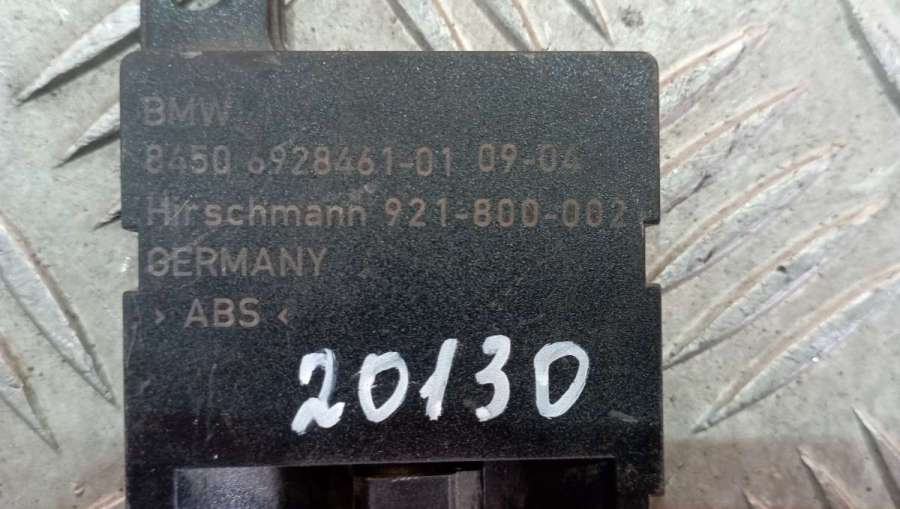 BMW
8450 6928461-01 09-04
Hirschmann 921-800-002
GERMANY
> ABS <
20130